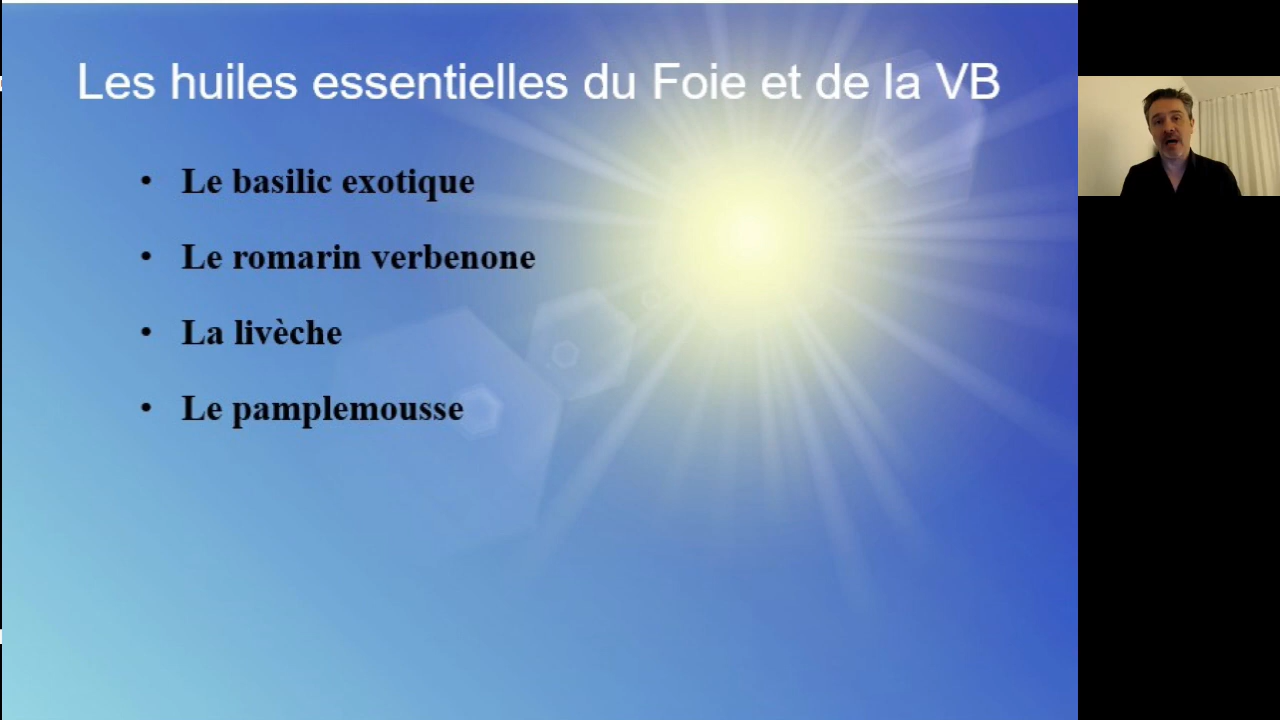 Les huiles essentielles du Foie et de la VB
• Le basilic exotique
• Le romarin verbenone
• La livèche
• Le pamplemousse